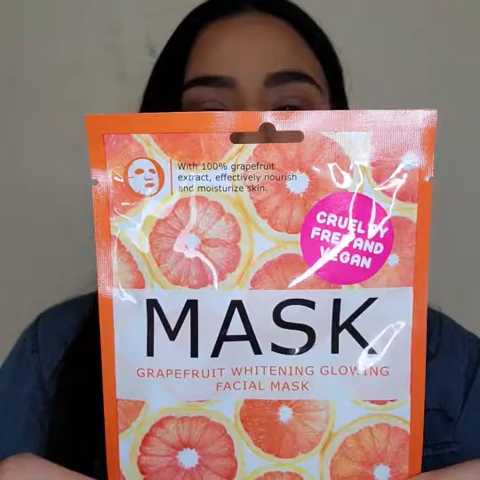 With 100% grapefruit
extract, effectively nourish
and moisturize skin.
CRUELTY
FREE AND
VEGAN
MASK
GRAPEFRUIT WHITENING GLOWING
FACIAL MASK